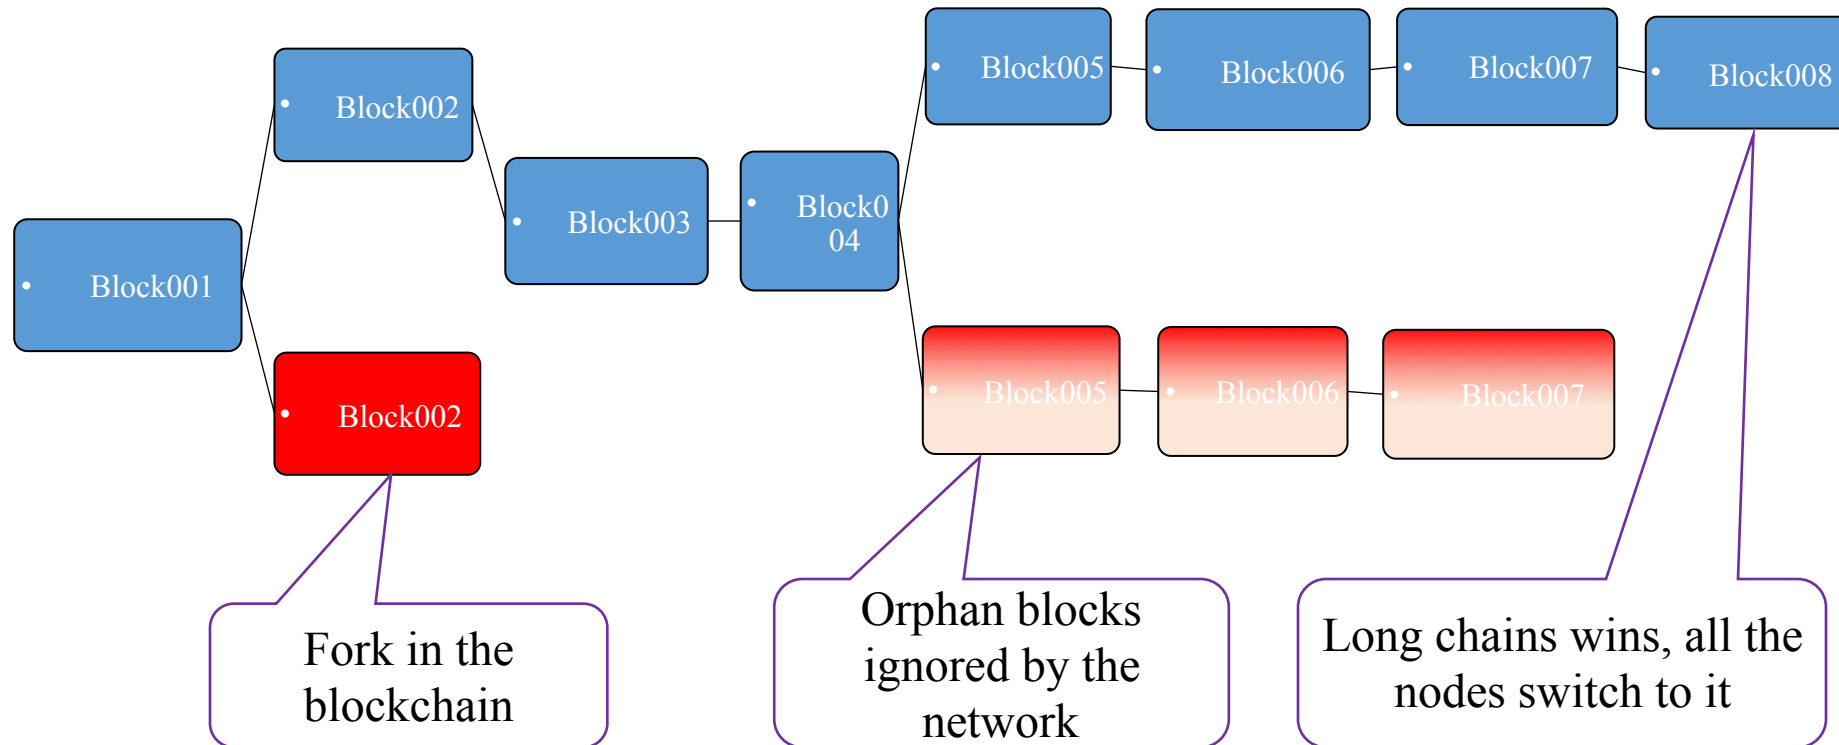 Block005
Block006
Block007
Block008
Block002
Block003
Block0
04
Block001
Block002
Block005
Block006
Block007
Fork in the
blockchain
Orphan blocks
ignored by the
network
Long chains wins, all the
nodes switch to it